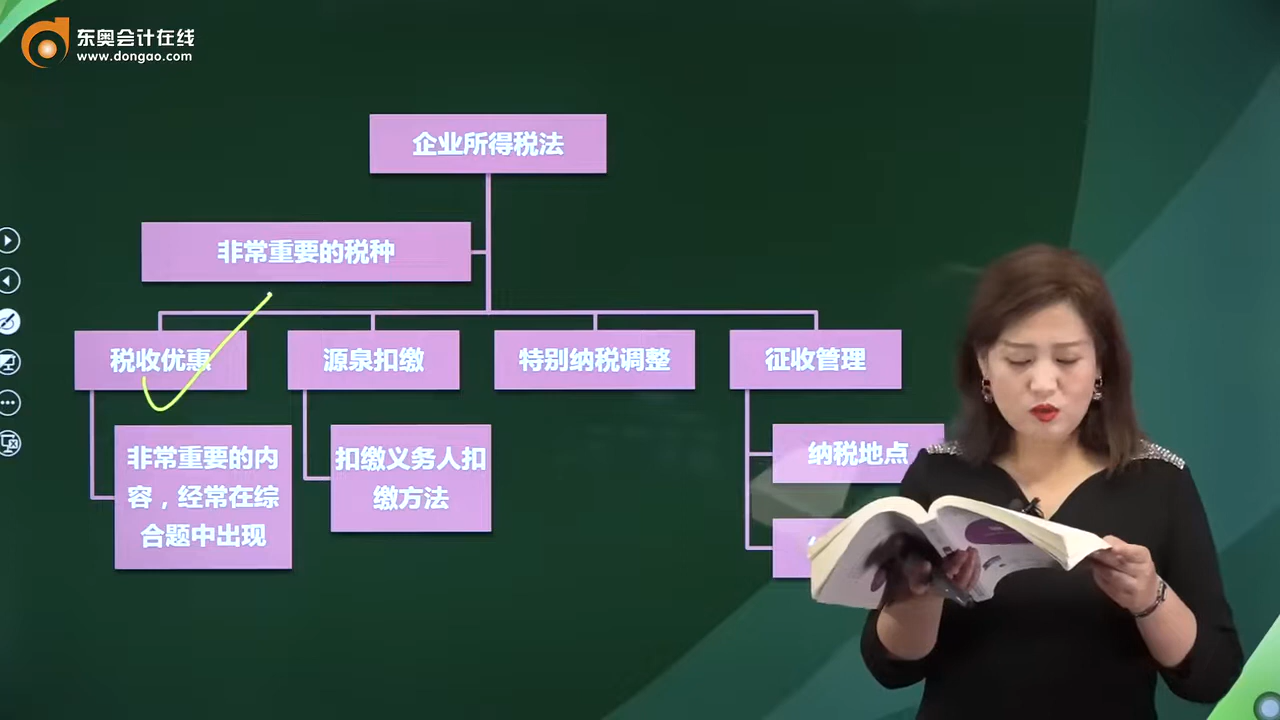 东奥会计在线
www.dongao.com
企业所得税法
非常重要的税种
税收优惠
源泉扣缴
特别纳税调整
征收管理
非常重要的内
容，经常在综
合题中出现
扣缴义务人扣
缴方法
纳税地点